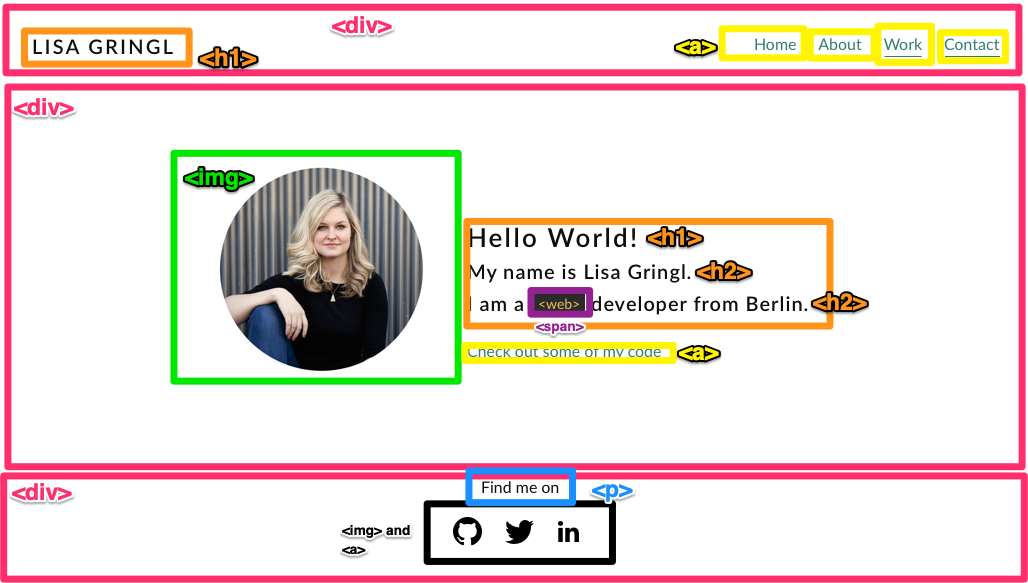 <div>
LISA GRINGL <h1> <a> Home About Work Contact
<div>
<img>
Hello World! <h1>
My name is Lisa Gringl. <h2>
I am a <web> developer from Berlin. <h2>
<span>
Check out some of my code <a>
<div>
Find me on <p>
<img> and
<a>
in